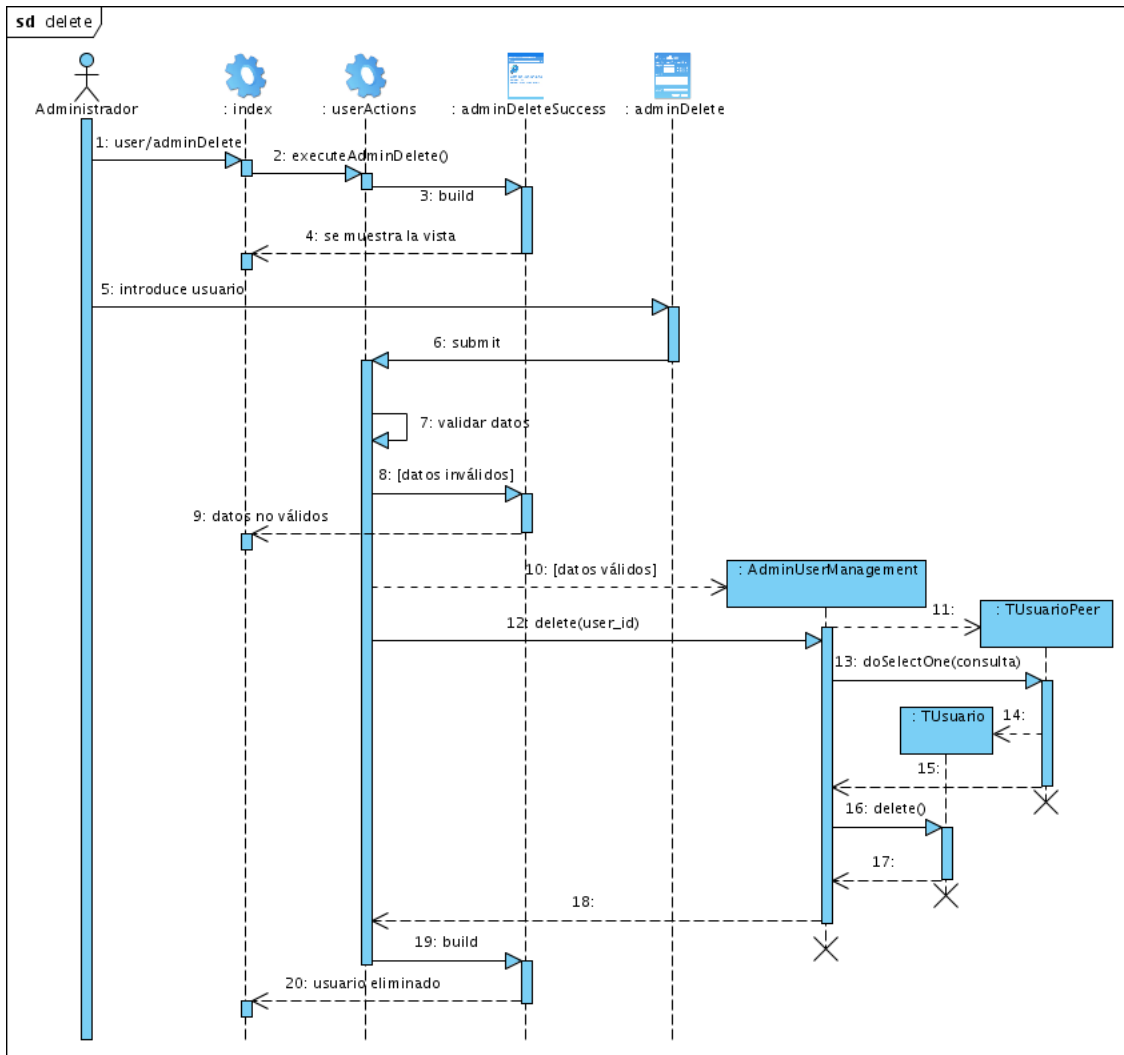 sd delete
Administrador
: index
: userActions
: adminDeleteSuccess
: adminDelete
1: user/adminDelete
2: executeAdminDelete()
3: build
4: se muestra la vista
5: introduce usuario
6: submit
7: validar datos
8: [datos inválidos]
9: datos no válidos
10: [datos válidos]
: AdminUserManagement
11:
: TUsuarioPeer
12: delete(user_id)
13: doSelectOne(consulta)
: TUsuario
14:
15:
16: delete()
17:
18:
19: build
20: usuario eliminado